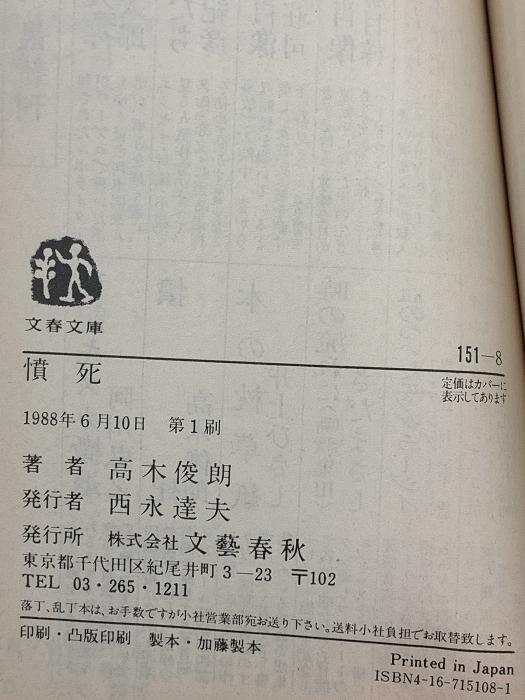 文春文庫
151—8
定価はカバーに
表示してあります
憤死
1988年6月10日 第1刷
著者 高木俊朗
発行者 西永達夫
発行所 株式会社 文藝春秋
東京都千代田区紀尾井町3—23 〒102
TEL 03・265・1211
落丁、乱丁本は、お手数ですが小社営業部宛お送り下さい。送料小社負担でお取替致します。
印刷・凸版印刷 製本・加藤製本
Printed in Japan
ISBN4-16-715108-1